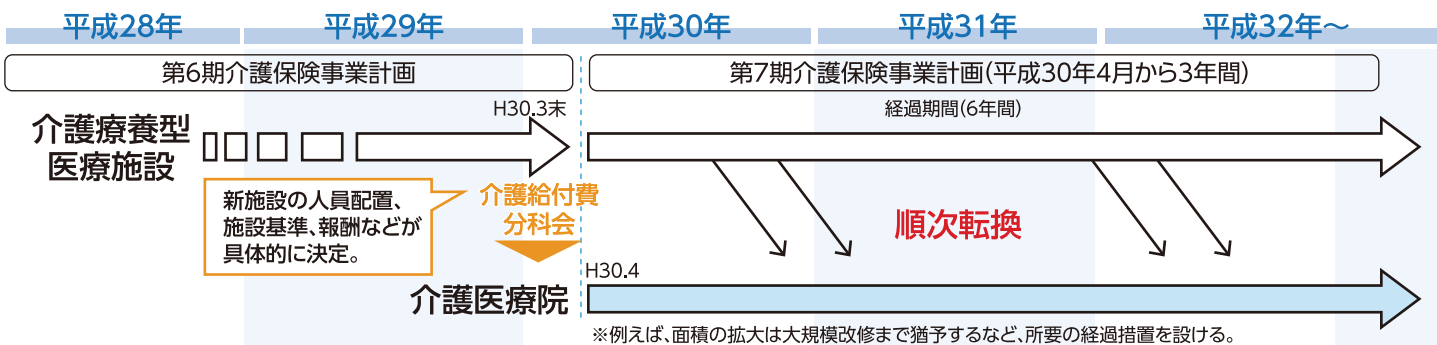 平成28年
平成29年
平成30年
平成31年
平成32年～
第6期介護保険事業計画
第7期介護保険事業計画(平成30年4月から3年間)
H30.3末
経過期間(6年間)
介護療養型
医療施設
新施設の人員配置、
施設基準、報酬などが
具体的に決定。
介護給付費
分科会
順次転換
H30.4
介護医療院
※例えば、面積の拡大は大規模改修まで猶予するなど、所要の経過措置を設ける。